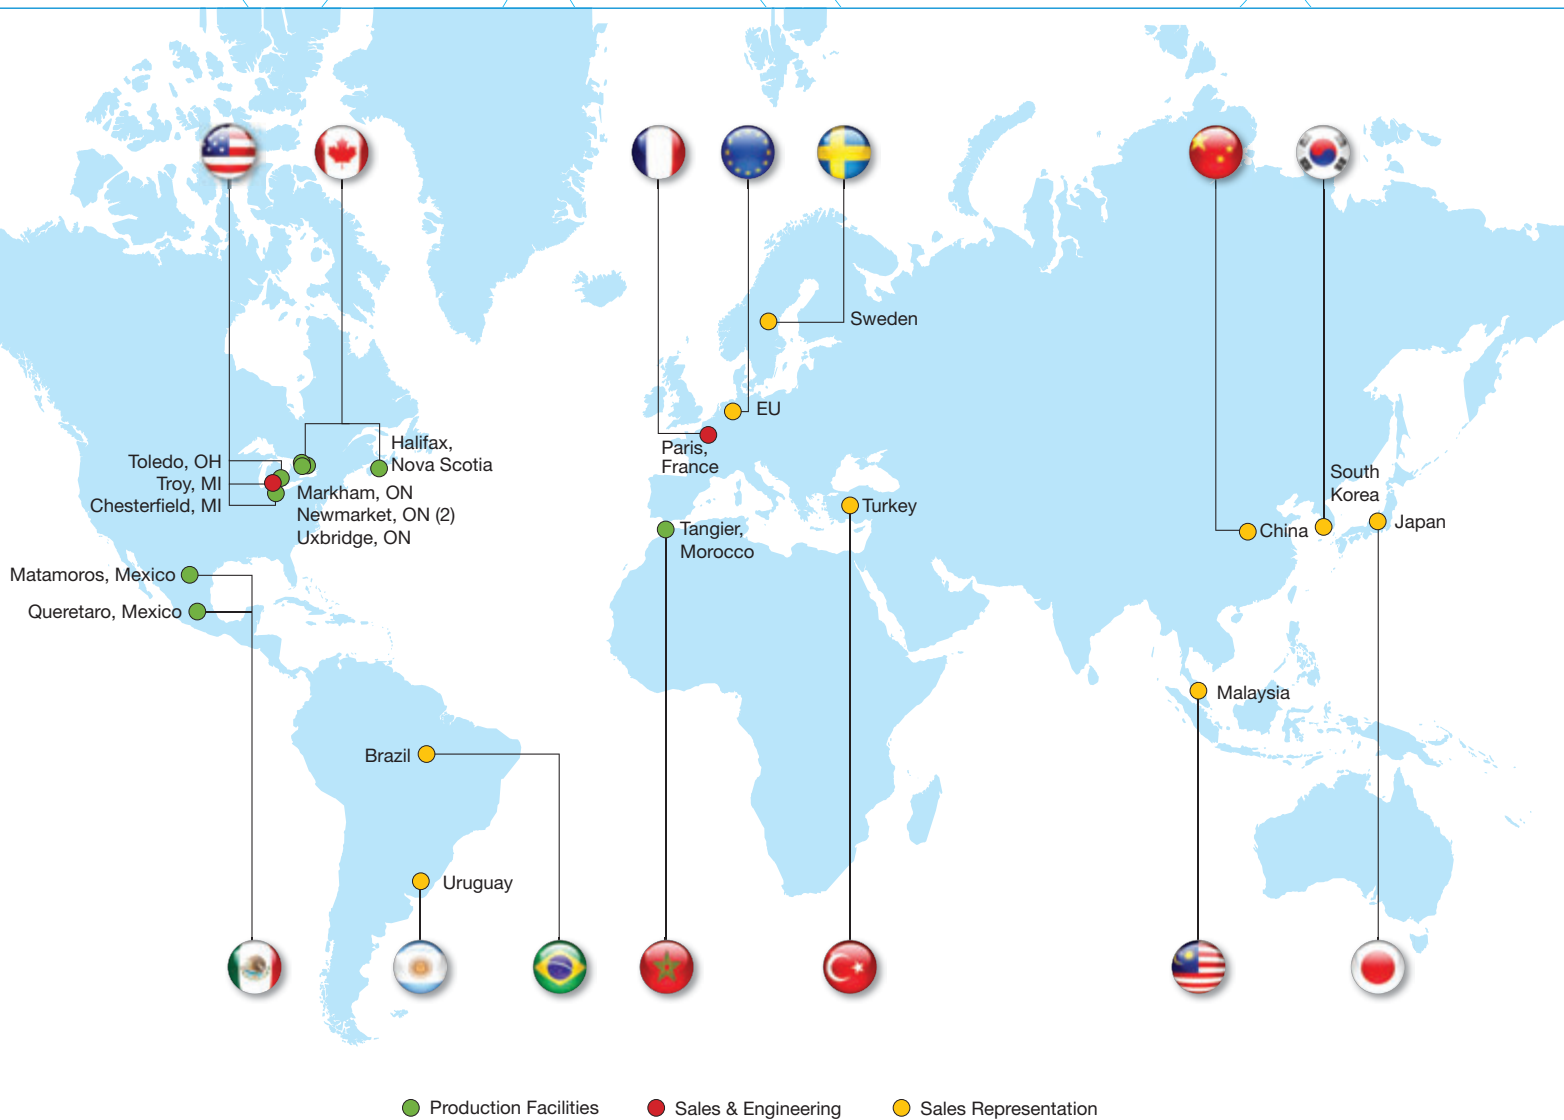 Sweden
EU
Paris,
France
Halifax,
Nova Scotia
Toledo, OH
Troy, MI
Chesterfield, MI
Markham, ON
Newmarket, ON (2)
Uxbridge, ON
Matamoros, Mexico
Queretaro, Mexico
Tangier,
Morocco
Turkey
South
Korea
China
Japan
Malaysia
Brazil
Uruguay
Production Facilities
Sales & Engineering
Sales Representation